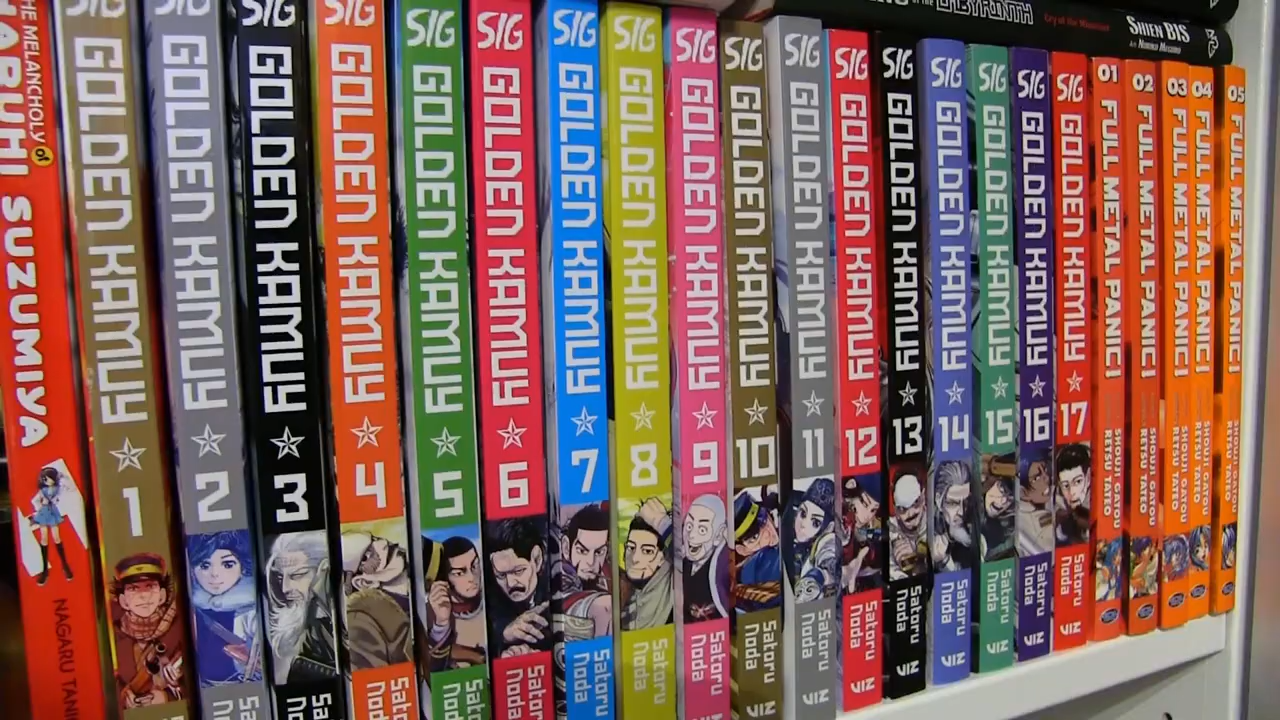 THE MELANCHOLY of
HARUHI SUZUMIYA
NAGARU TANI
SIG GOLDEN KAMUY 1
SIG GOLDEN KAMUY 2
SIG GOLDEN KAMUY 3
SIG GOLDEN KAMUY 4 Satoru Noda
SIG GOLDEN KAMUY 5 Satoru Noda
SIG GOLDEN KAMUY 6 Satoru Noda
SIG GOLDEN KAMUY 7 Satoru Noda
SIG GOLDEN KAMUY 8 Satoru Noda
SIG GOLDEN KAMUY 9 Satoru Noda
SIG GOLDEN KAMUY 10 Satoru Noda
SIG GOLDEN KAMUY 11 Satoru Noda VIZ
SIG GOLDEN KAMUY 12 Satoru Noda VIZ
SIG GOLDEN KAMUY 13 Satoru Noda VIZ
SIG GOLDEN KAMUY 14 Satoru Noda VIZ
SIG GOLDEN KAMUY 15 Satoru Noda VIZ
SIG GOLDEN KAMUY 16 Satoru Noda VIZ
SIG GOLDEN KAMUY 17 Satoru Noda VIZ
01 FULL METAL PANIC! SHOUJI GATOU RETSU TATEO
02 FULL METAL PANIC! SHOUJI GATOU RETSU TATEO
03 FULL METAL PANIC! SHOUJI GATOU RETSU TATEO
04 FULL METAL PANIC! SHOUJI GATOU RETSU TATEO
05 FULL METAL PANIC! SHOUJI GATOU RETSU TATEO
of the LABYRINTH
SHIEN BIS